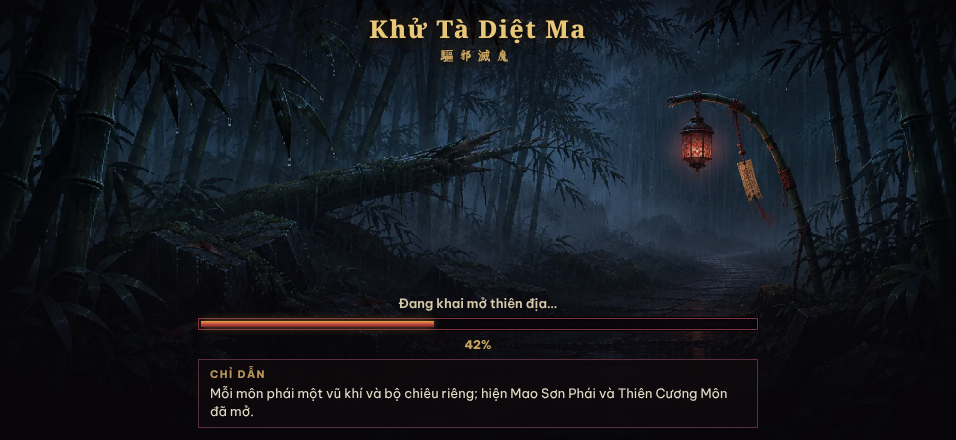 Khử Tà Diệt Ma
驅邪滅鬼
Đang khai mở thiên địa...
42%
CHỈ DẪN
Mỗi môn phái một vũ khí và bộ chiêu riêng; hiện Mao Sơn Phái và Thiên Cương Môn
đã mở.